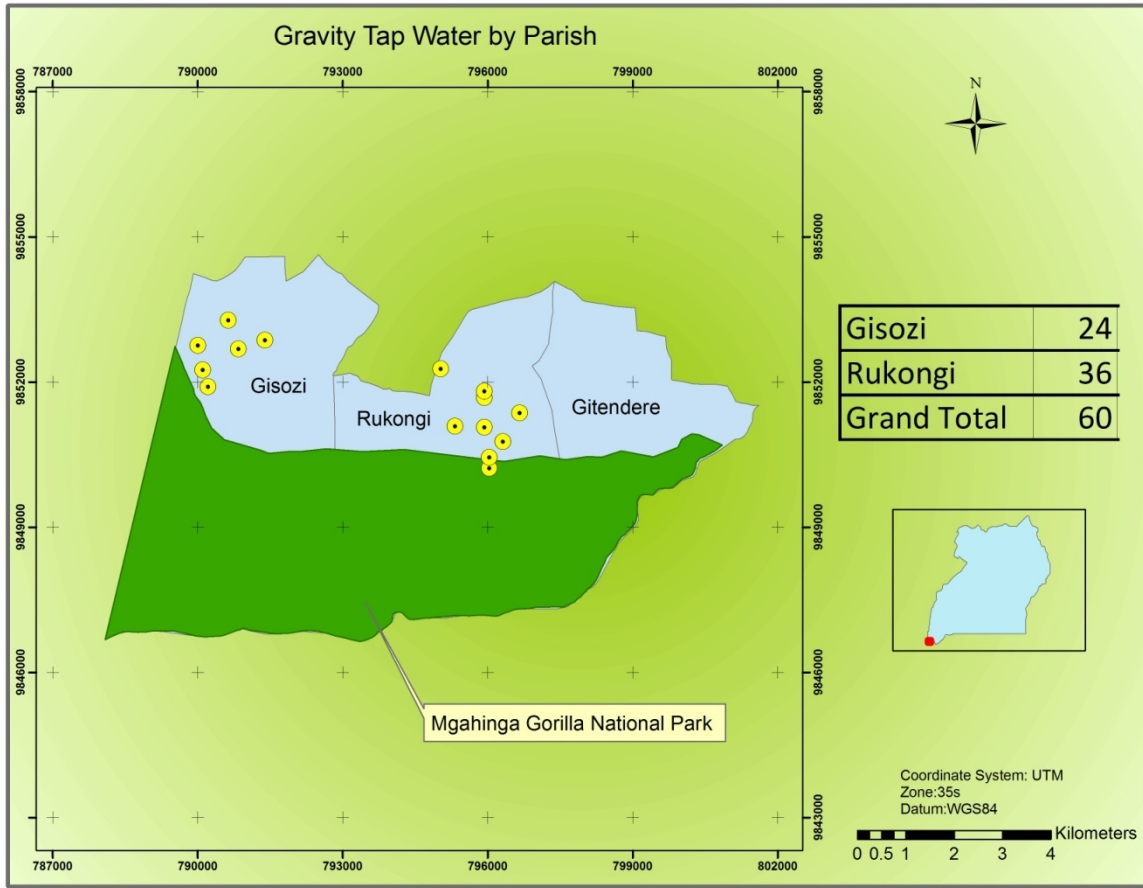 Gravity Tap Water by Parish
787000 790000 793000 796000 799000 802000
N
9858000 9858000
9855000 9855000
Gisozi 24
Rukongi 36
Grand Total 60
9852000 9852000
Gisozi
Rukongi
Gitendere
9849000 9849000
9846000 9846000
Mgahinga Gorilla National Park
9843000 9843000
Coordinate System: UTM
Zone:35s
Datum:WGS84
Kilometers
0 0.5 1 2 3 4
787000 790000 793000 796000 799000 802000